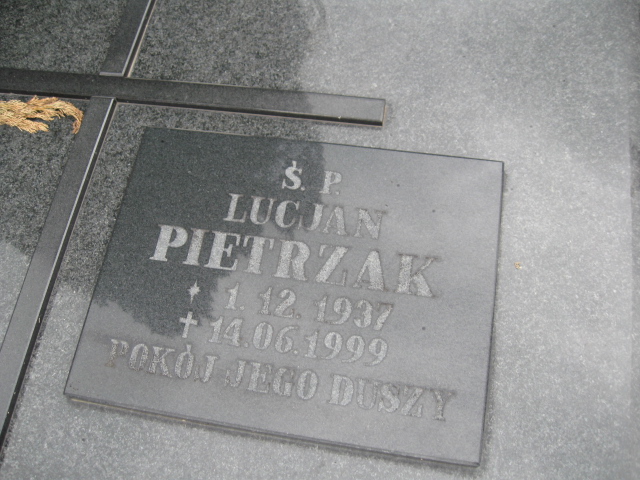 Ś. P.
LUCJAN
PIETRZAK
* 1. 12. 1937
✝ 14.06.1999
POKÓJ JEGO DUSZY